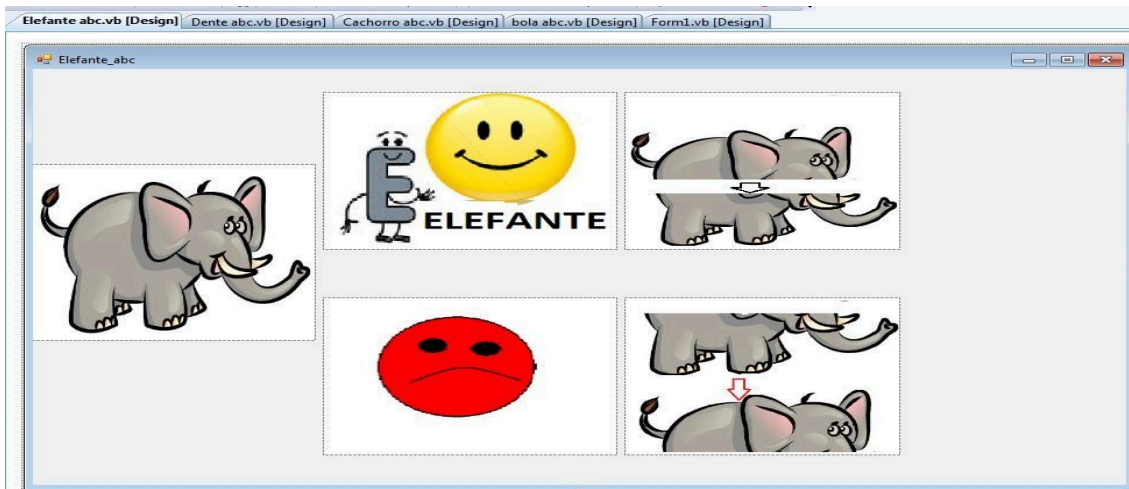 Elefante abc.vb [Design] Dente abc.vb [Design] Cachorro abc.vb [Design] bola abc.vb [Design] Form1.vb [Design]
Elefante_abc
E ELEFANTE